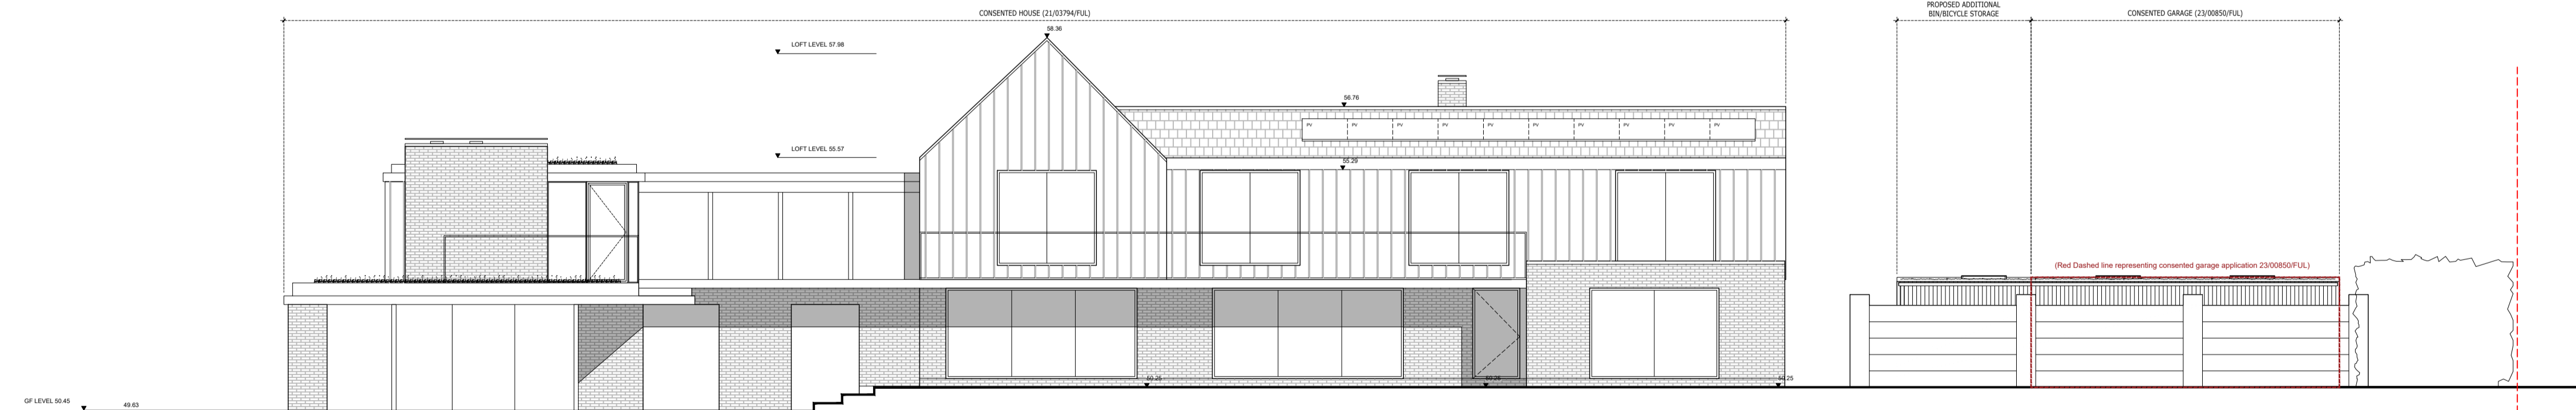 CONSENTED HOUSE (21/03794/FUL)
PROPOSED ADDITIONAL
BIN/BICYCLE STORAGE
CONSENTED GARAGE (23/00850/FUL)
58.36
LOFT LEVEL 57.98
56.76
PV PV PV PV PV PV PV PV PV PV
LOFT LEVEL 55.57
55.29
(Red Dashed line representing consented garage application 23/00850/FUL)
50.25 50.25 50.25
GF LEVEL 50.45
49.63